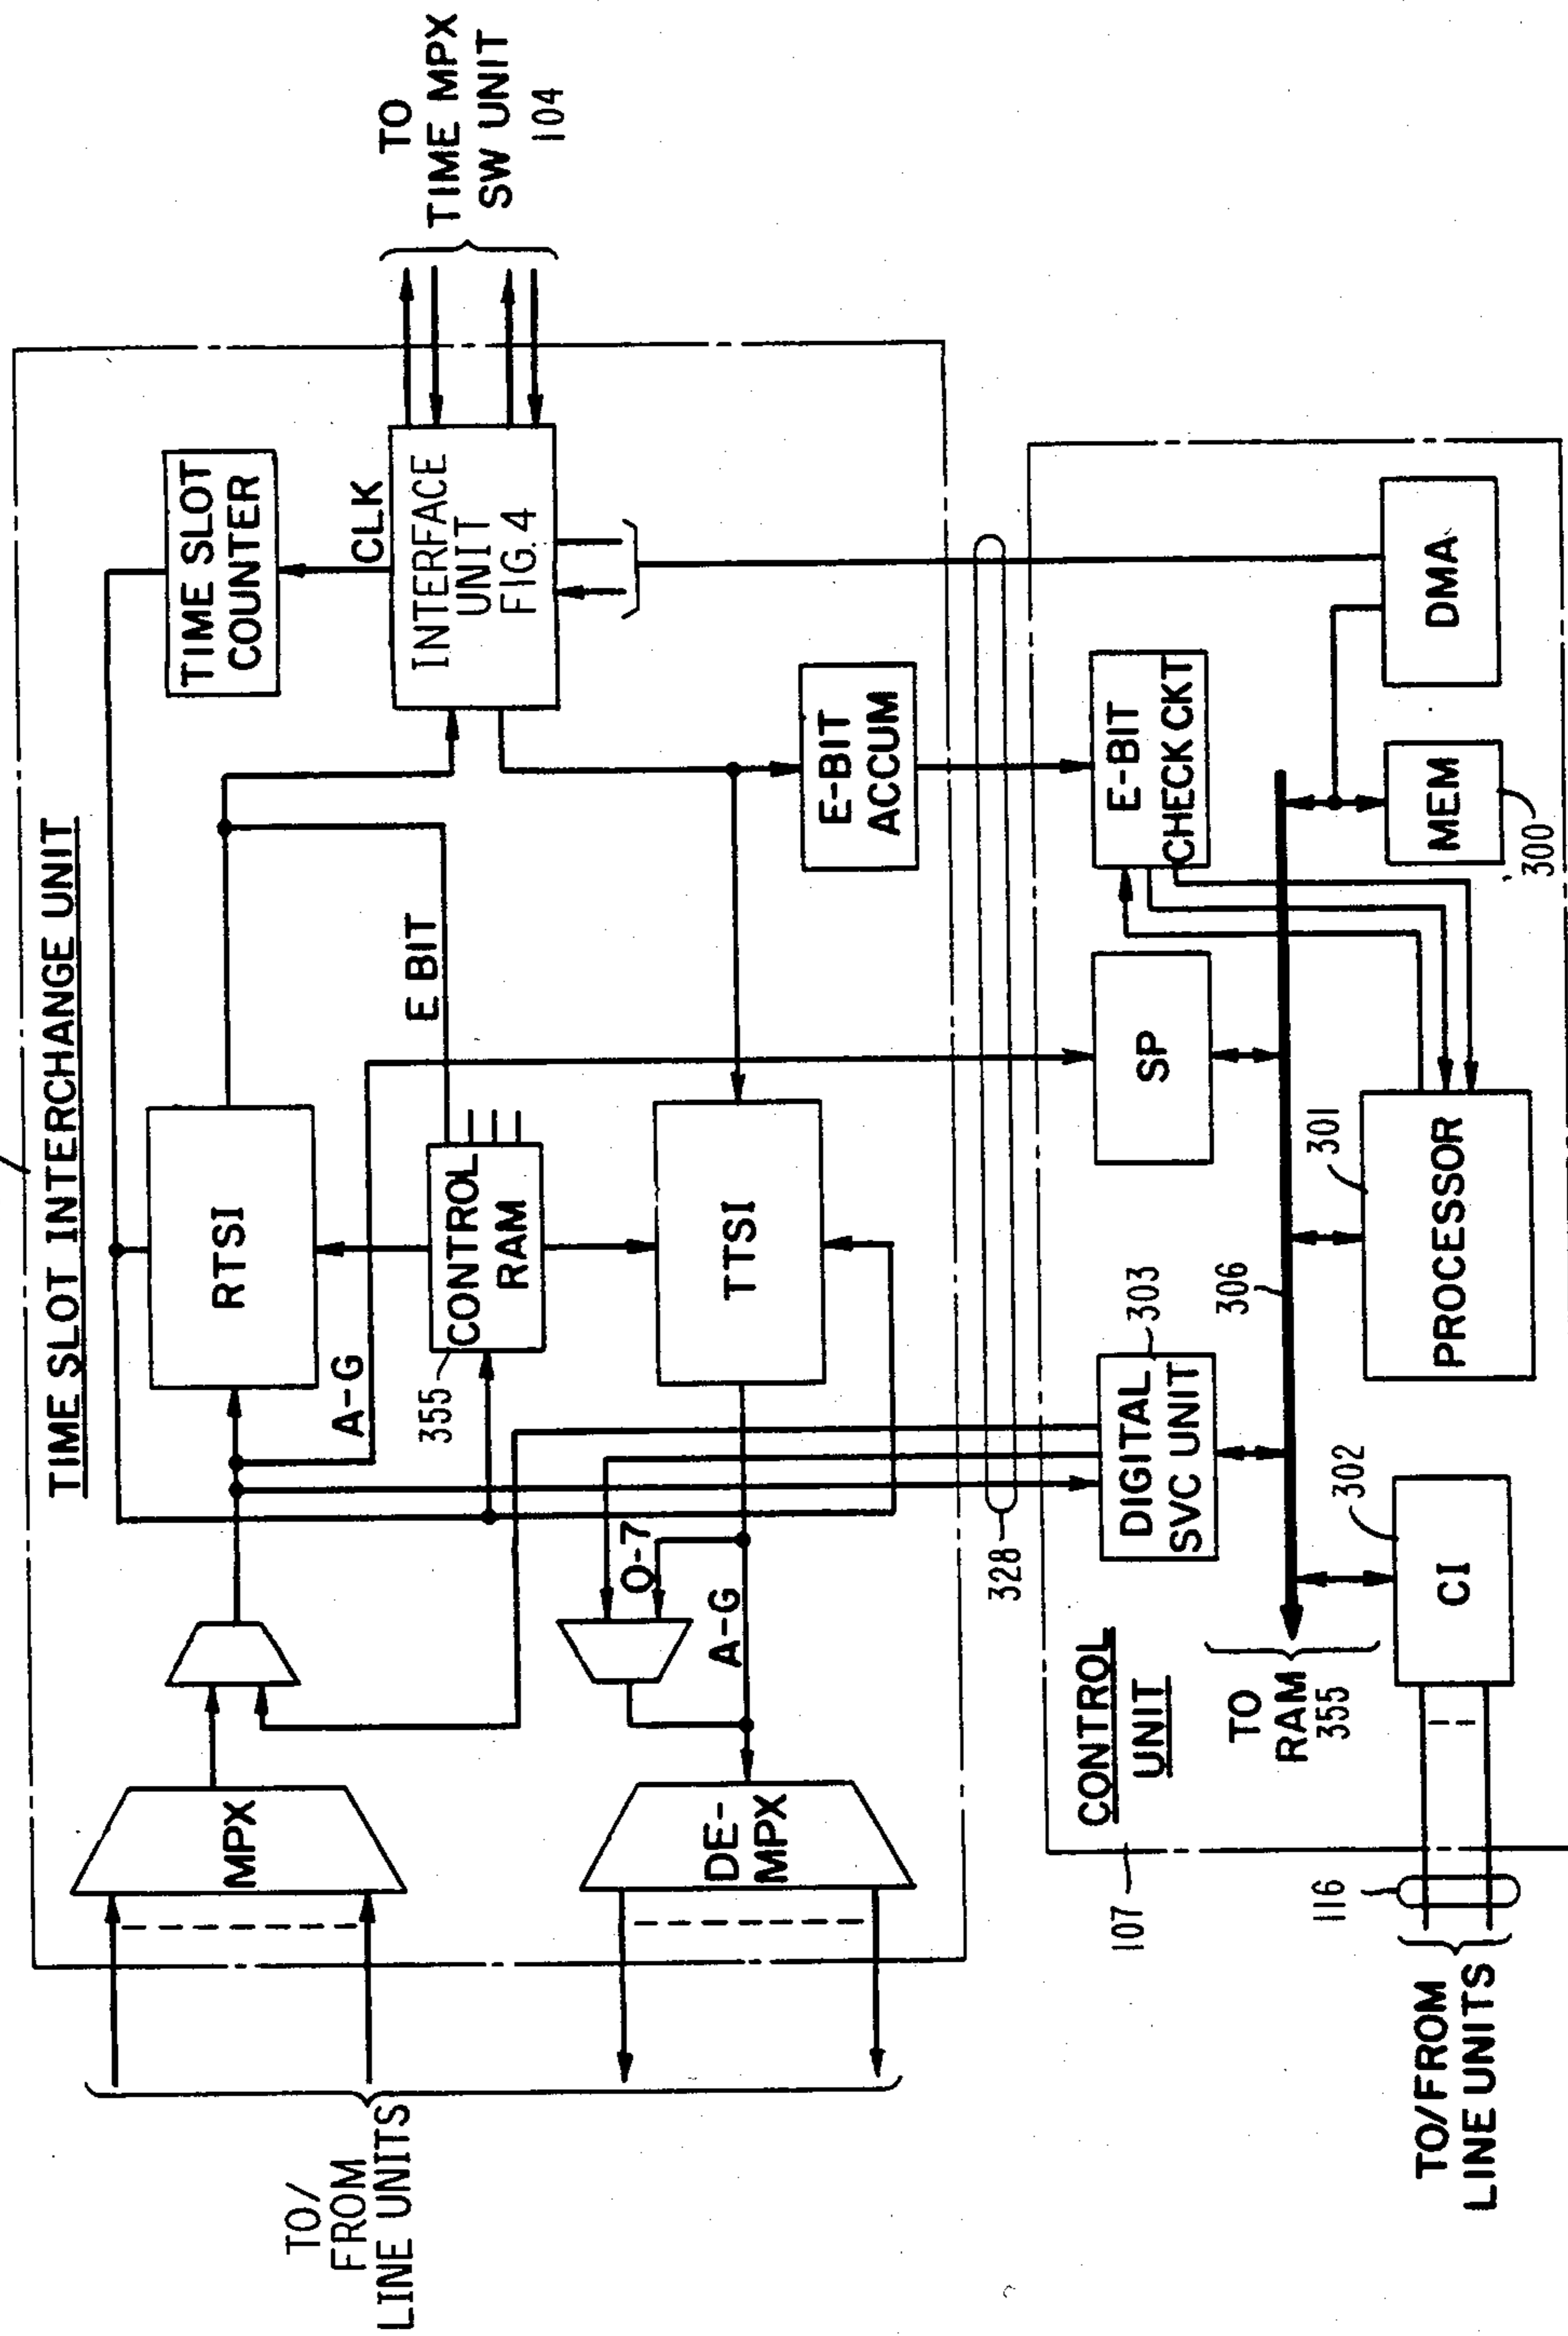 TIME SLOT INTERCHANGE UNIT
TIME SLOT
COUNTER
CLK
TO
TIME MPX
SW UNIT
104
INTERFACE
UNIT
FIG. 4
RTSI
E BIT
A-G
355
CONTROL
RAM
TTSI
MPX
TO/
FROM
LINE UNITS
0-7
A-G
DE-
MPX
E-BIT
ACCUM
328
CONTROL
UNIT
107
DIGITAL
SVC UNIT
303
SP
E-BIT
CHECK CKT
306
TO
RAM
355
302
CI
301
PROCESSOR
MEM
300
DMA
116
TO/FROM
LINE UNITS